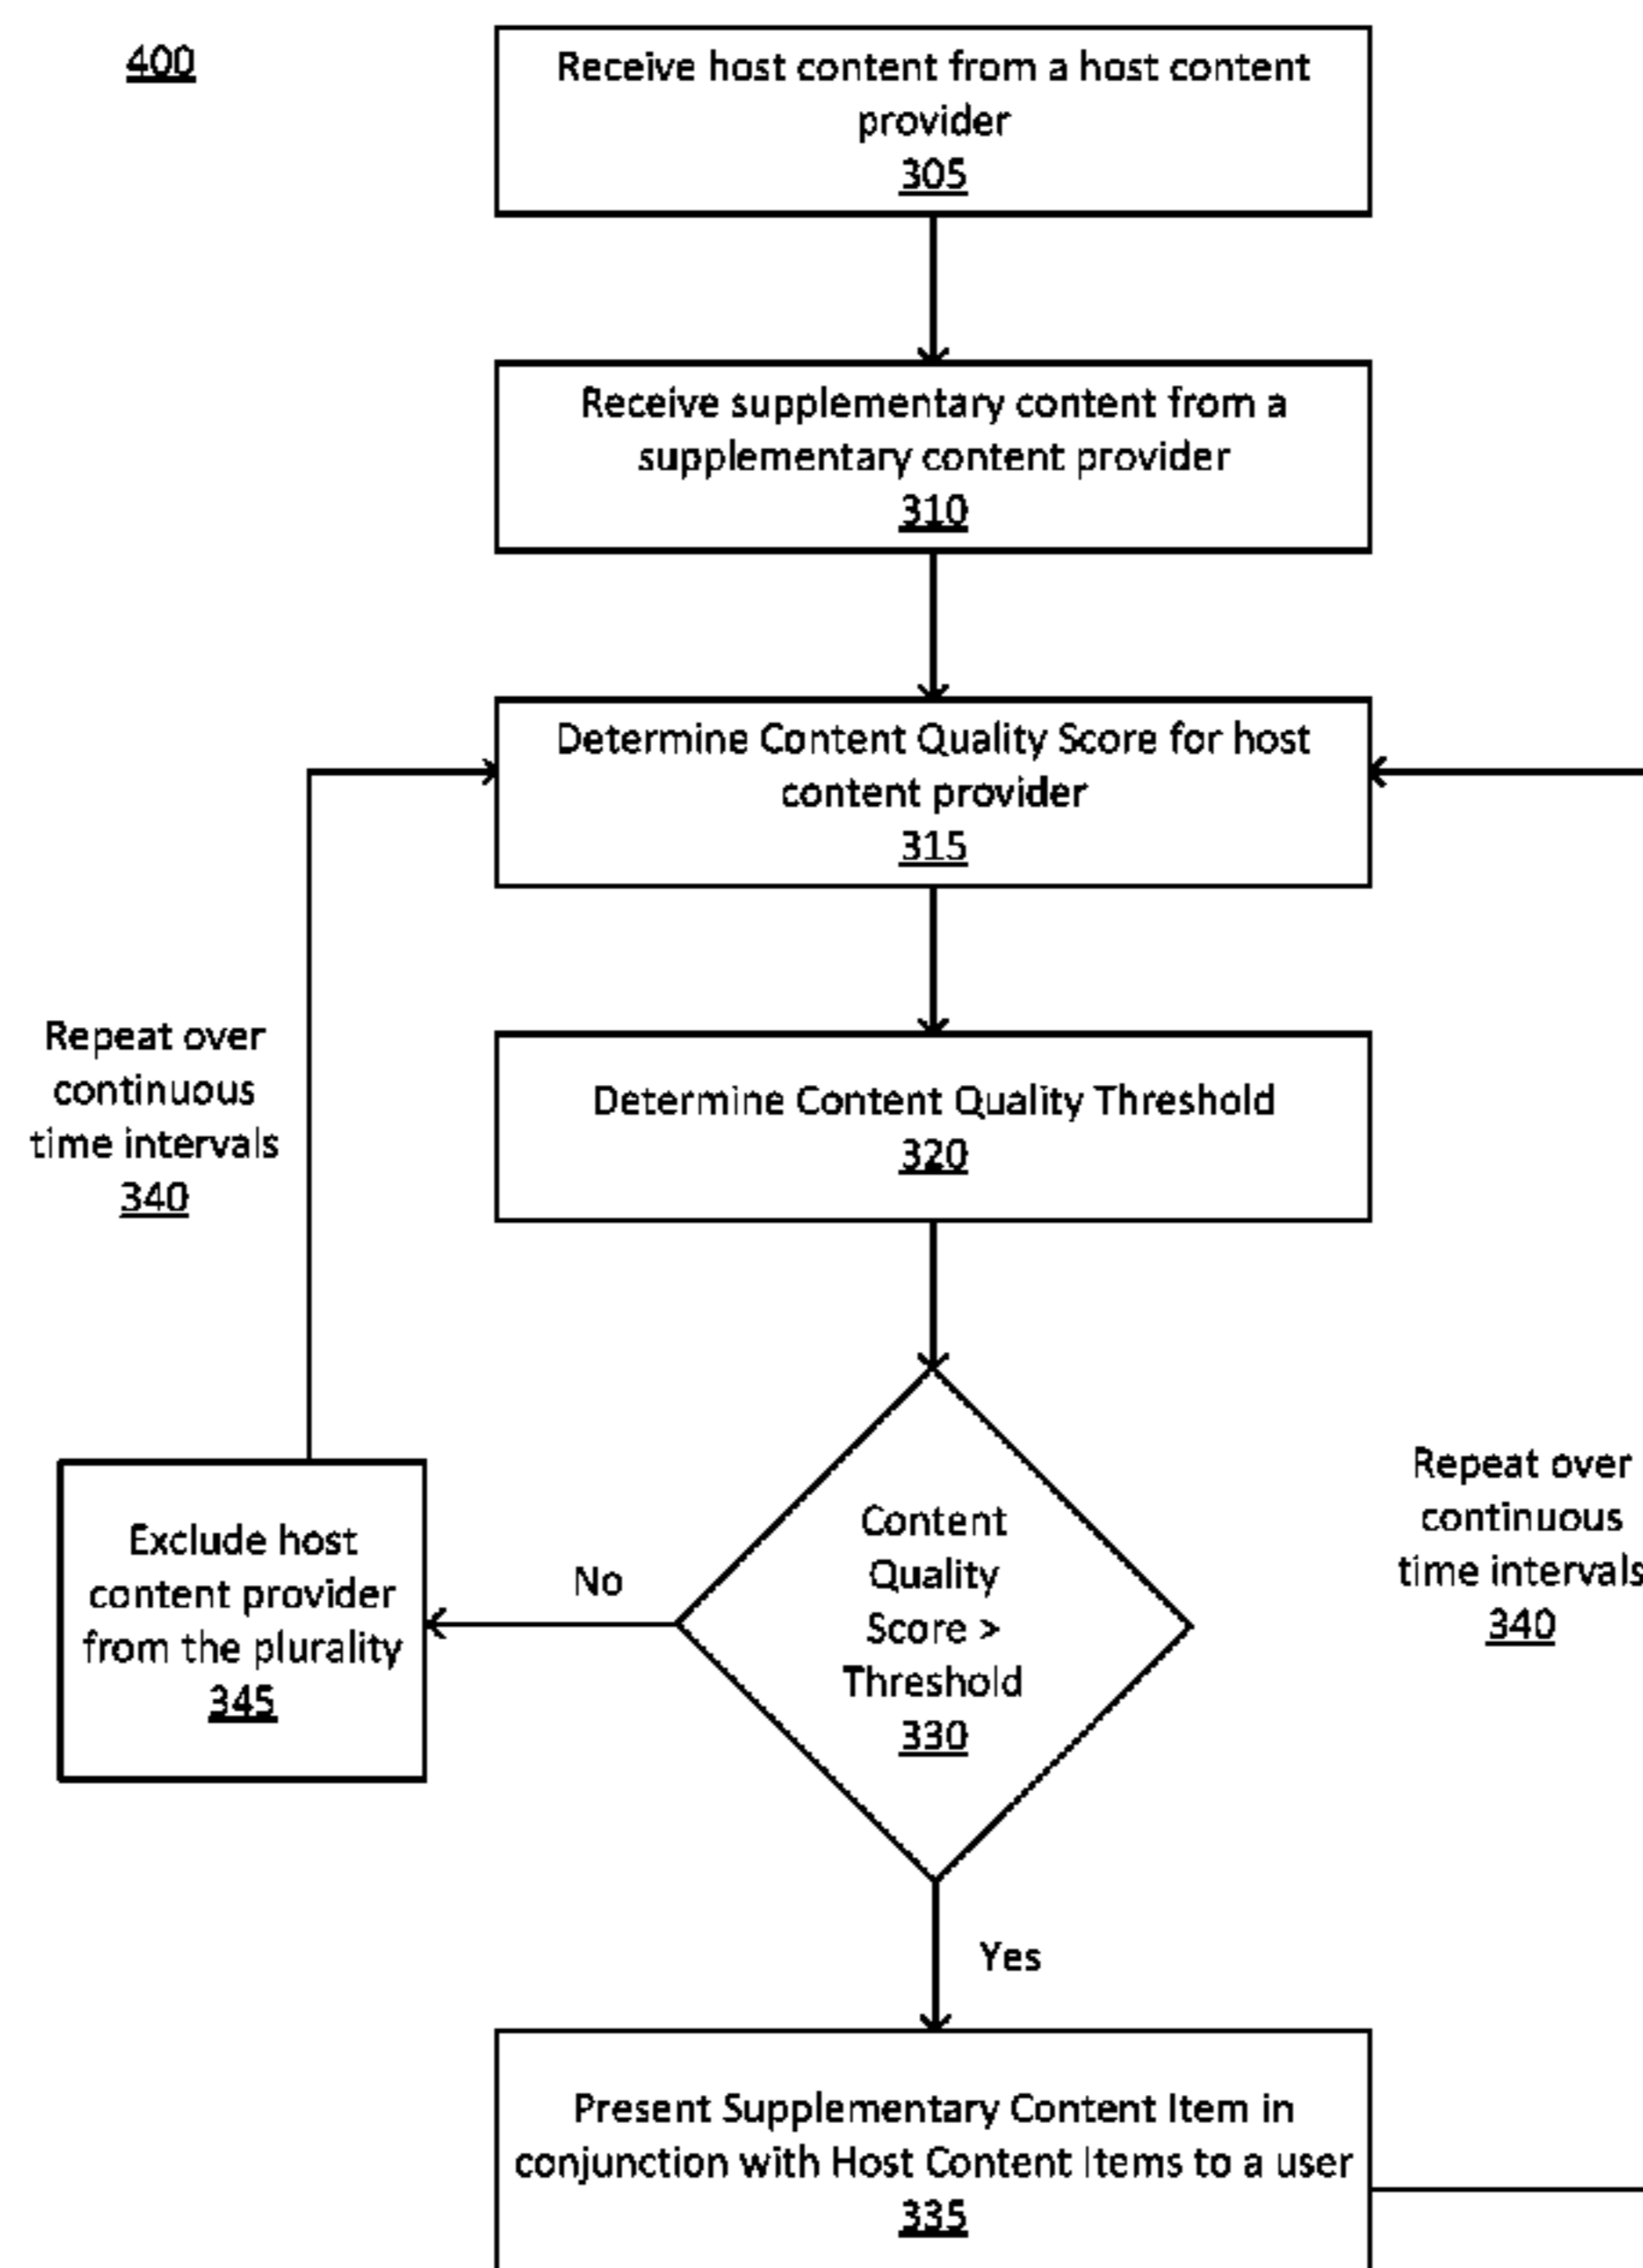 400
Receive host content from a host content
provider
305
Receive supplementary content from a
supplementary content provider
310
Determine Content Quality Score for host
content provider
315
Repeat over
continuous
time intervals
340
Determine Content Quality Threshold
320
Exclude host
content provider
from the plurality
345
No
Content
Quality
Score >
Threshold
330
Repeat over
continuous
time intervals
340
Yes
Present Supplementary Content Item in
conjunction with Host Content Items to a user
335